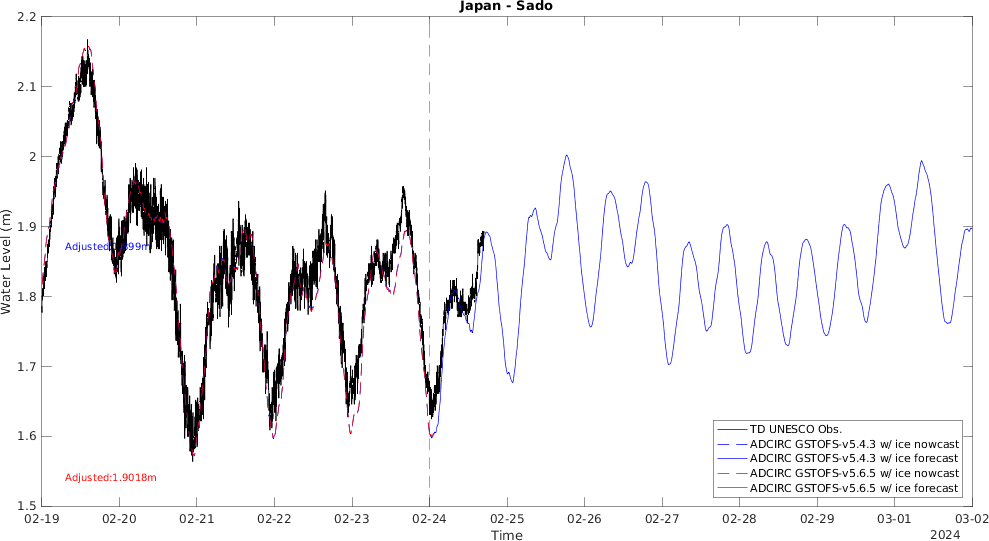 Japan - Sado
2.2
2.1
2
1.9
1.8
1.7
1.6
1.5
Water Level (m)
Adjusted:1.899m
Adjusted:1.9018m
TD UNESCO Obs.
ADCIRC GSTOFS-v5.4.3 w/ ice nowcast
ADCIRC GSTOFS-v5.4.3 w/ ice forecast
ADCIRC GSTOFS-v5.6.5 w/ ice nowcast
ADCIRC GSTOFS-v5.6.5 w/ ice forecast
02-19 02-20 02-21 02-22 02-23 02-24 02-25 02-26 02-27 02-28 02-29 03-01 03-02
Time
2024